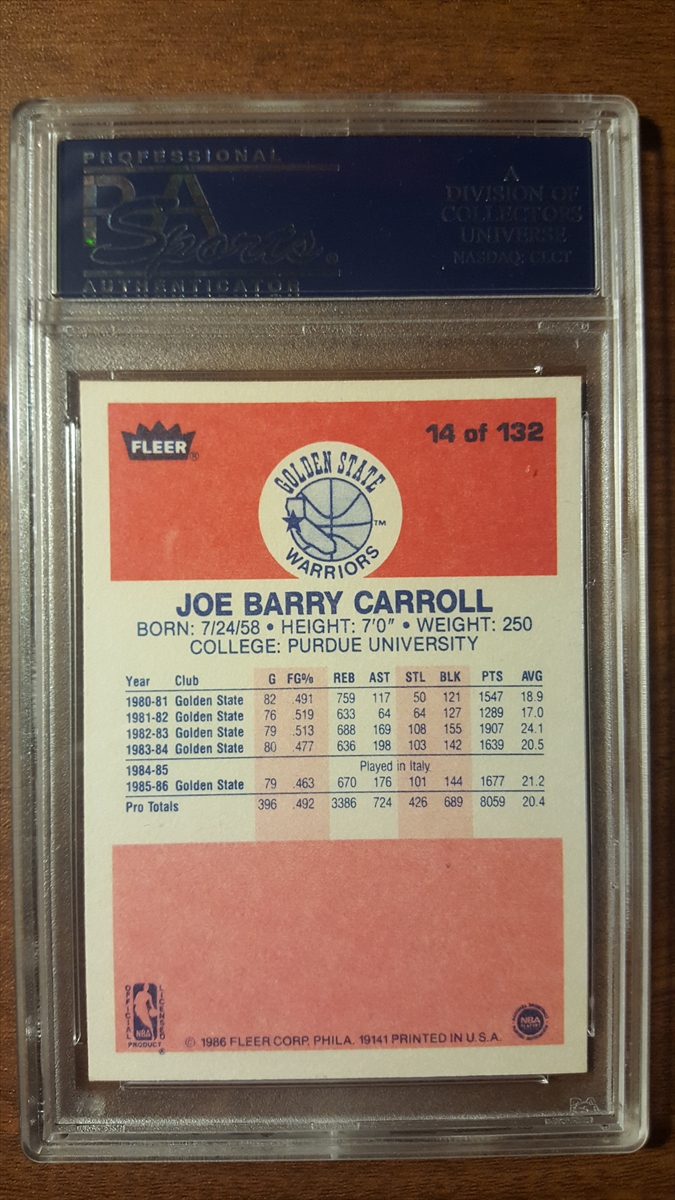 PROFESSIONAL
PSA
Sports®
AUTHENTICATOR
A
DIVISION OF
COLLECTORS
UNIVERSE
NASDAQ: CLCT
FLEER®
14 of 132
GOLDEN STATE
WARRIORS
TM
JOE BARRY CARROLL
BORN: 7/24/58 • HEIGHT: 7'0" • WEIGHT: 250
COLLEGE: PURDUE UNIVERSITY
Year Club G FG% REB AST STL BLK PTS AVG
1980-81 Golden State 82 .491 759 117 50 121 1547 18.9
1981-82 Golden State 76 .519 633 64 64 127 1289 17.0
1982-83 Golden State 79 .513 688 169 108 155 1907 24.1
1983-84 Golden State 80 .477 636 198 103 142 1639 20.5
1984-85 Played in Italy
1985-86 Golden State 79 .463 670 176 101 144 1677 21.2
Pro Totals 396 .492 3386 724 426 689 8059 20.4
OFFICIAL LICENSED
NBA
PRODUCT®
© 1986 FLEER CORP. PHILA. 19141 PRINTED IN U.S.A.
NBA
PLAYERS
PSA